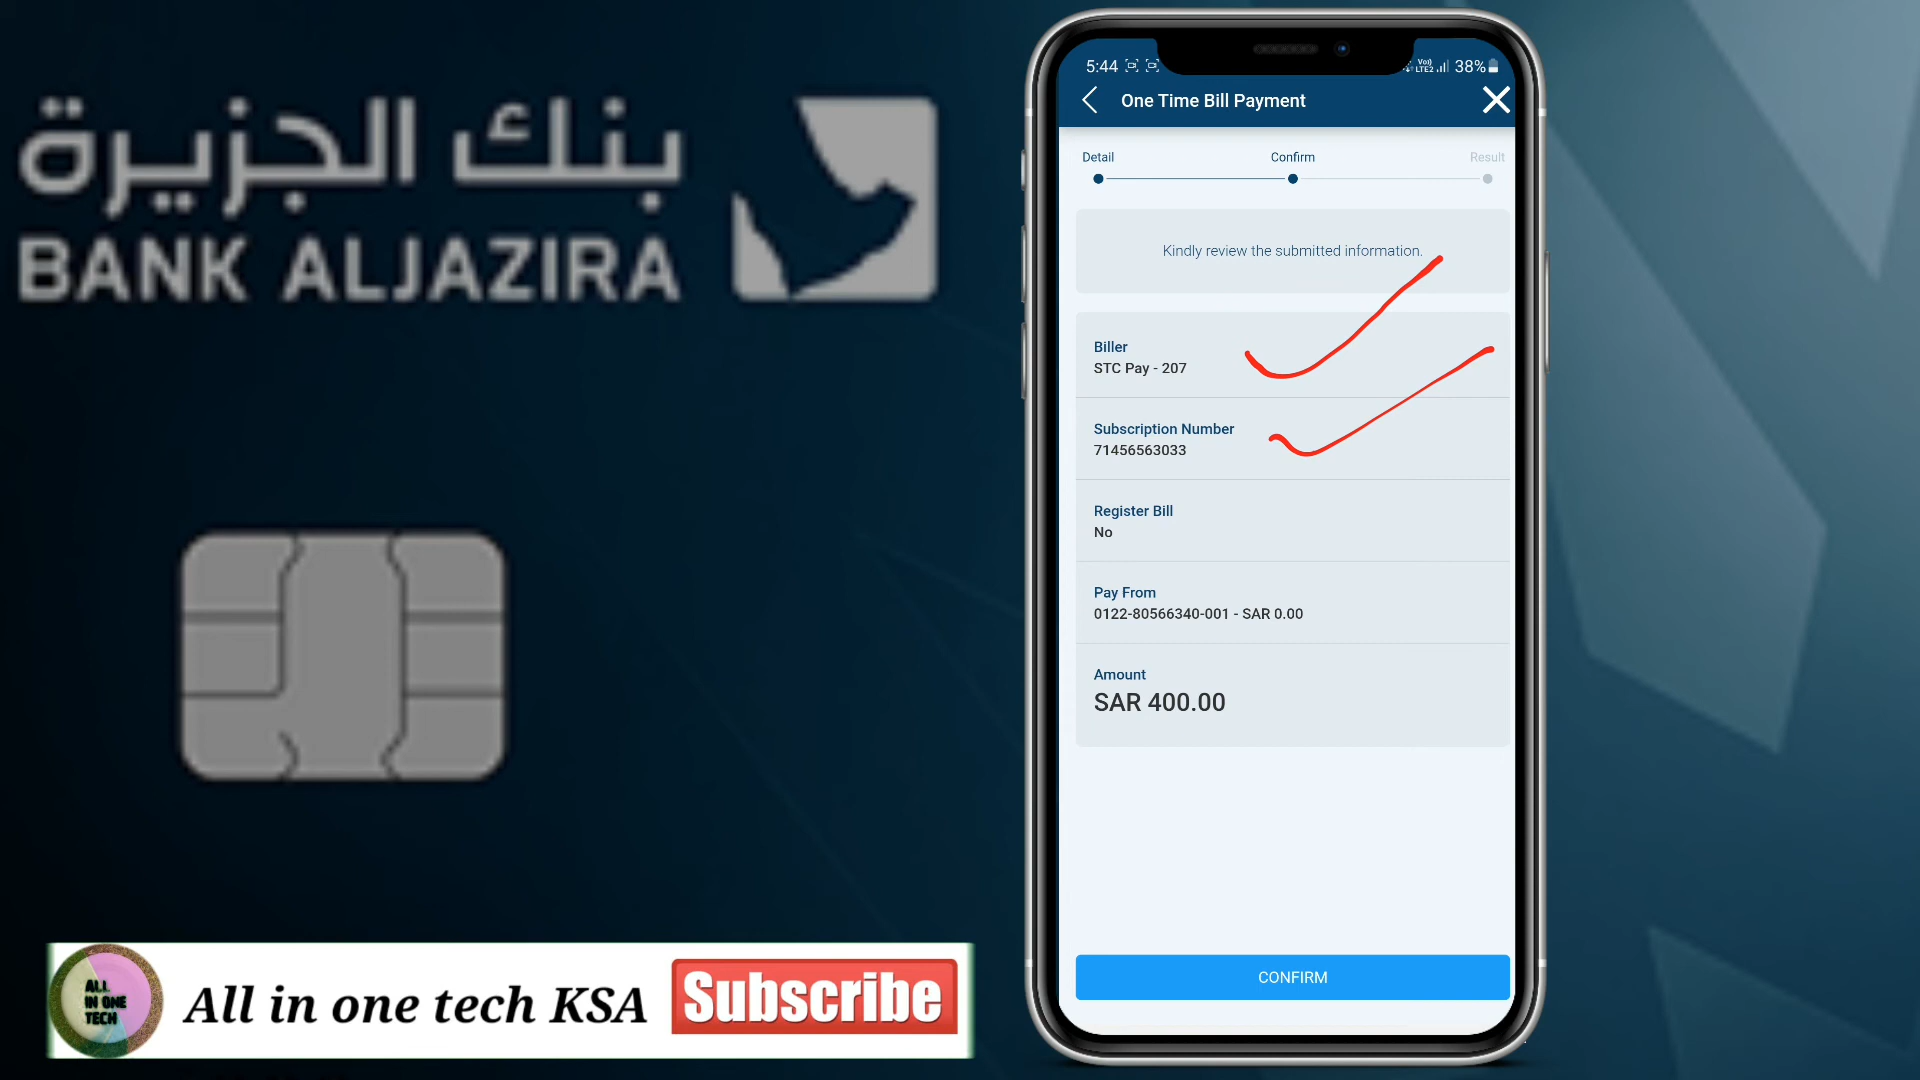 بنك الجزيرة
BANK ALJAZIRA
ALL
IN ONE
TECH
All in one tech KSA
Subscribe
5:44
Vo))
LTE2
38%
One Time Bill Payment
Detail
Confirm
Result
Kindly review the submitted information.
Biller
STC Pay - 207
Subscription Number
71456563033
Register Bill
No
Pay From
0122-80566340-001 - SAR 0.00
Amount
SAR 400.00
CONFIRM